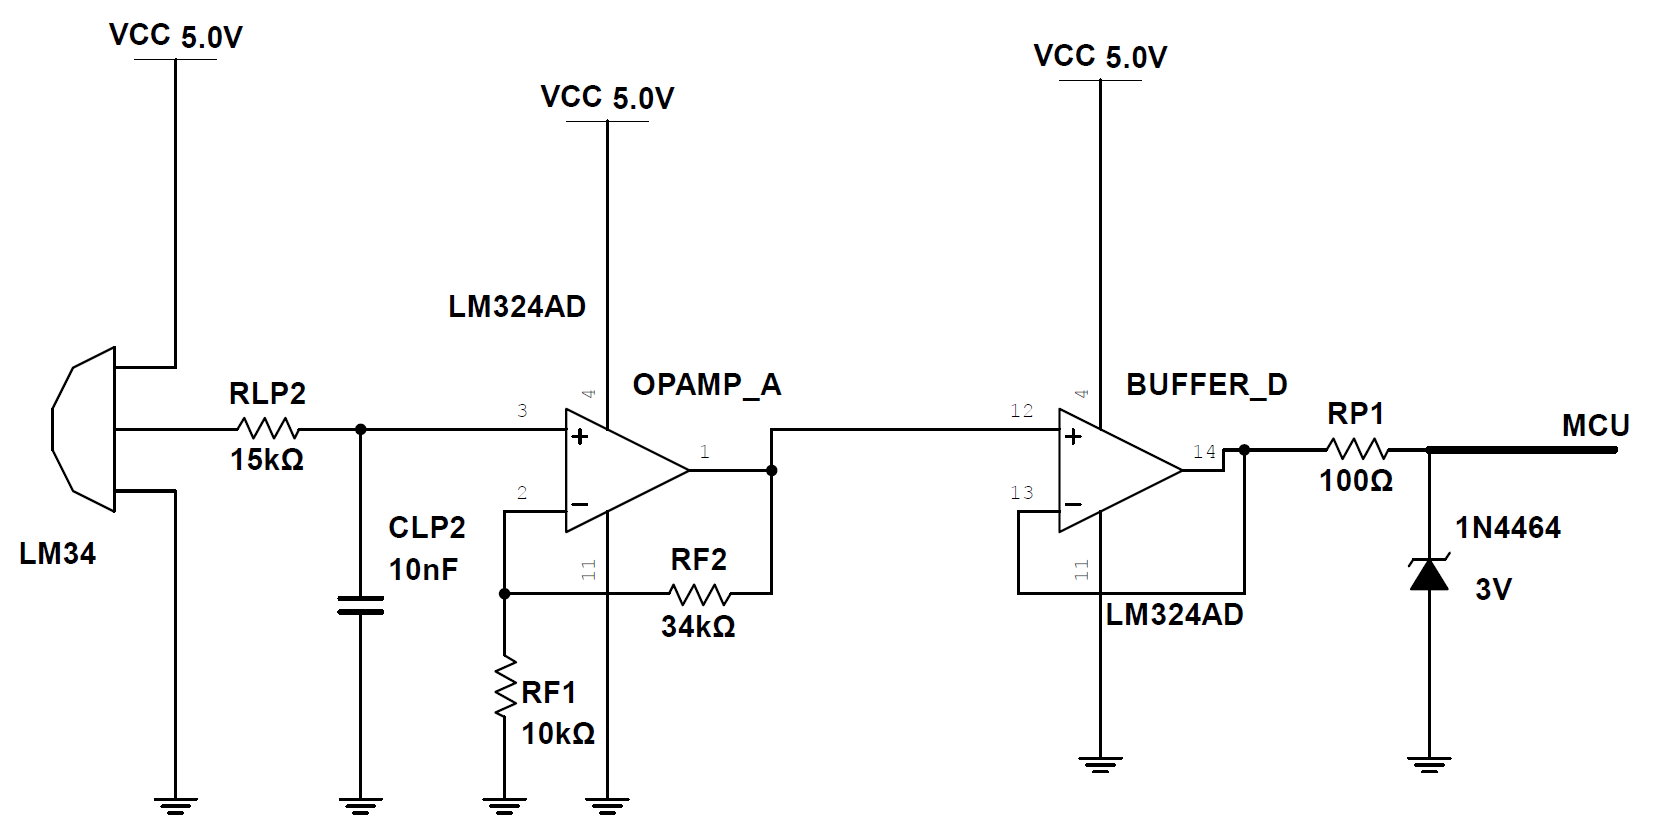 VCC 5.0V
VCC 5.0V
VCC 5.0V
LM324AD
4
OPAMP_A
4
BUFFER_D
RLP2
15kΩ
3
1
2
12
14
13
RP1
100Ω
MCU
LM34
CLP2
10nF
11
RF2
34kΩ
11
LM324AD
1N4464
3V
RF1
10kΩ